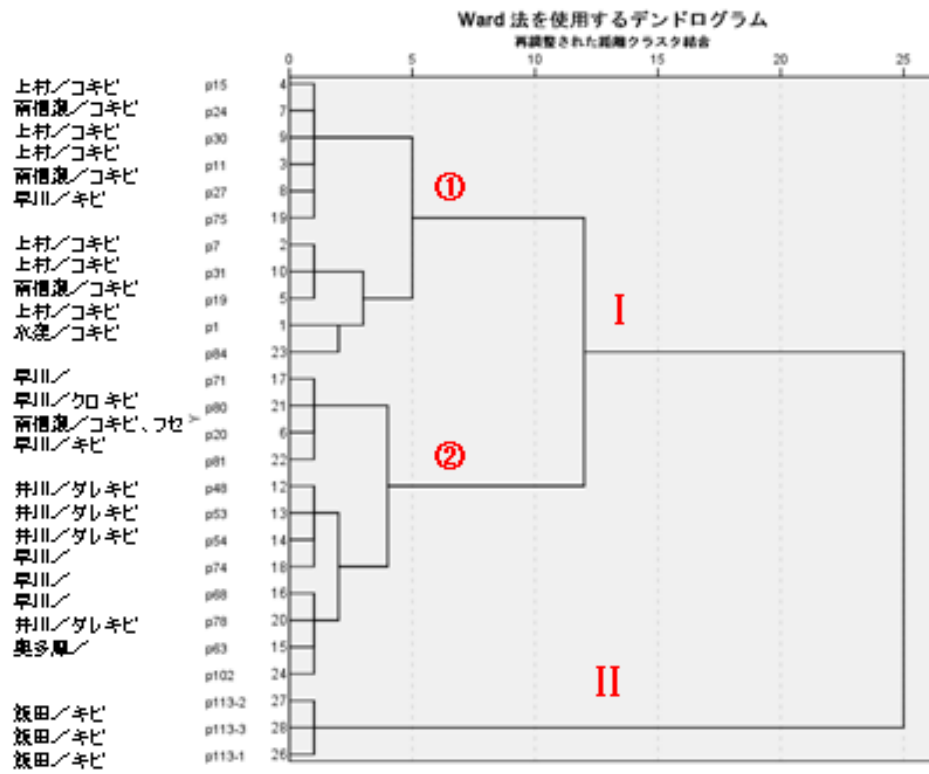 Ward 法を使用するデンドログラム
再調整された距離クラスタ結合
0 5 10 15 20 25
上村／コキビ p15 4
南信濃／コキビ p24 7
上村／コキビ p30 9
上村／コキビ p11 3
南信濃／コキビ p27 8
早川／キビ p75 19
①
上村／コキビ p7 2
上村／コキビ p31 10
南信濃／コキビ p19 5
上村／コキビ p1 1
水窪／コキビ p84 23
I
早川／ p71 17
早川／クロキビ p80 21
南信濃／コキビ、フセ p20 6
早川／キビ p81 22
②
井川／ダレキビ p48 12
井川／ダレキビ p53 13
井川／ダレキビ p54 14
早川／ p74 18
早川／ p68 16
早川／ p78 20
井川／ダレキビ p63 15
奥多摩／ p102 24
II
飯田／キビ p113-2 27
飯田／キビ p113-3 28
飯田／キビ p113-1 26